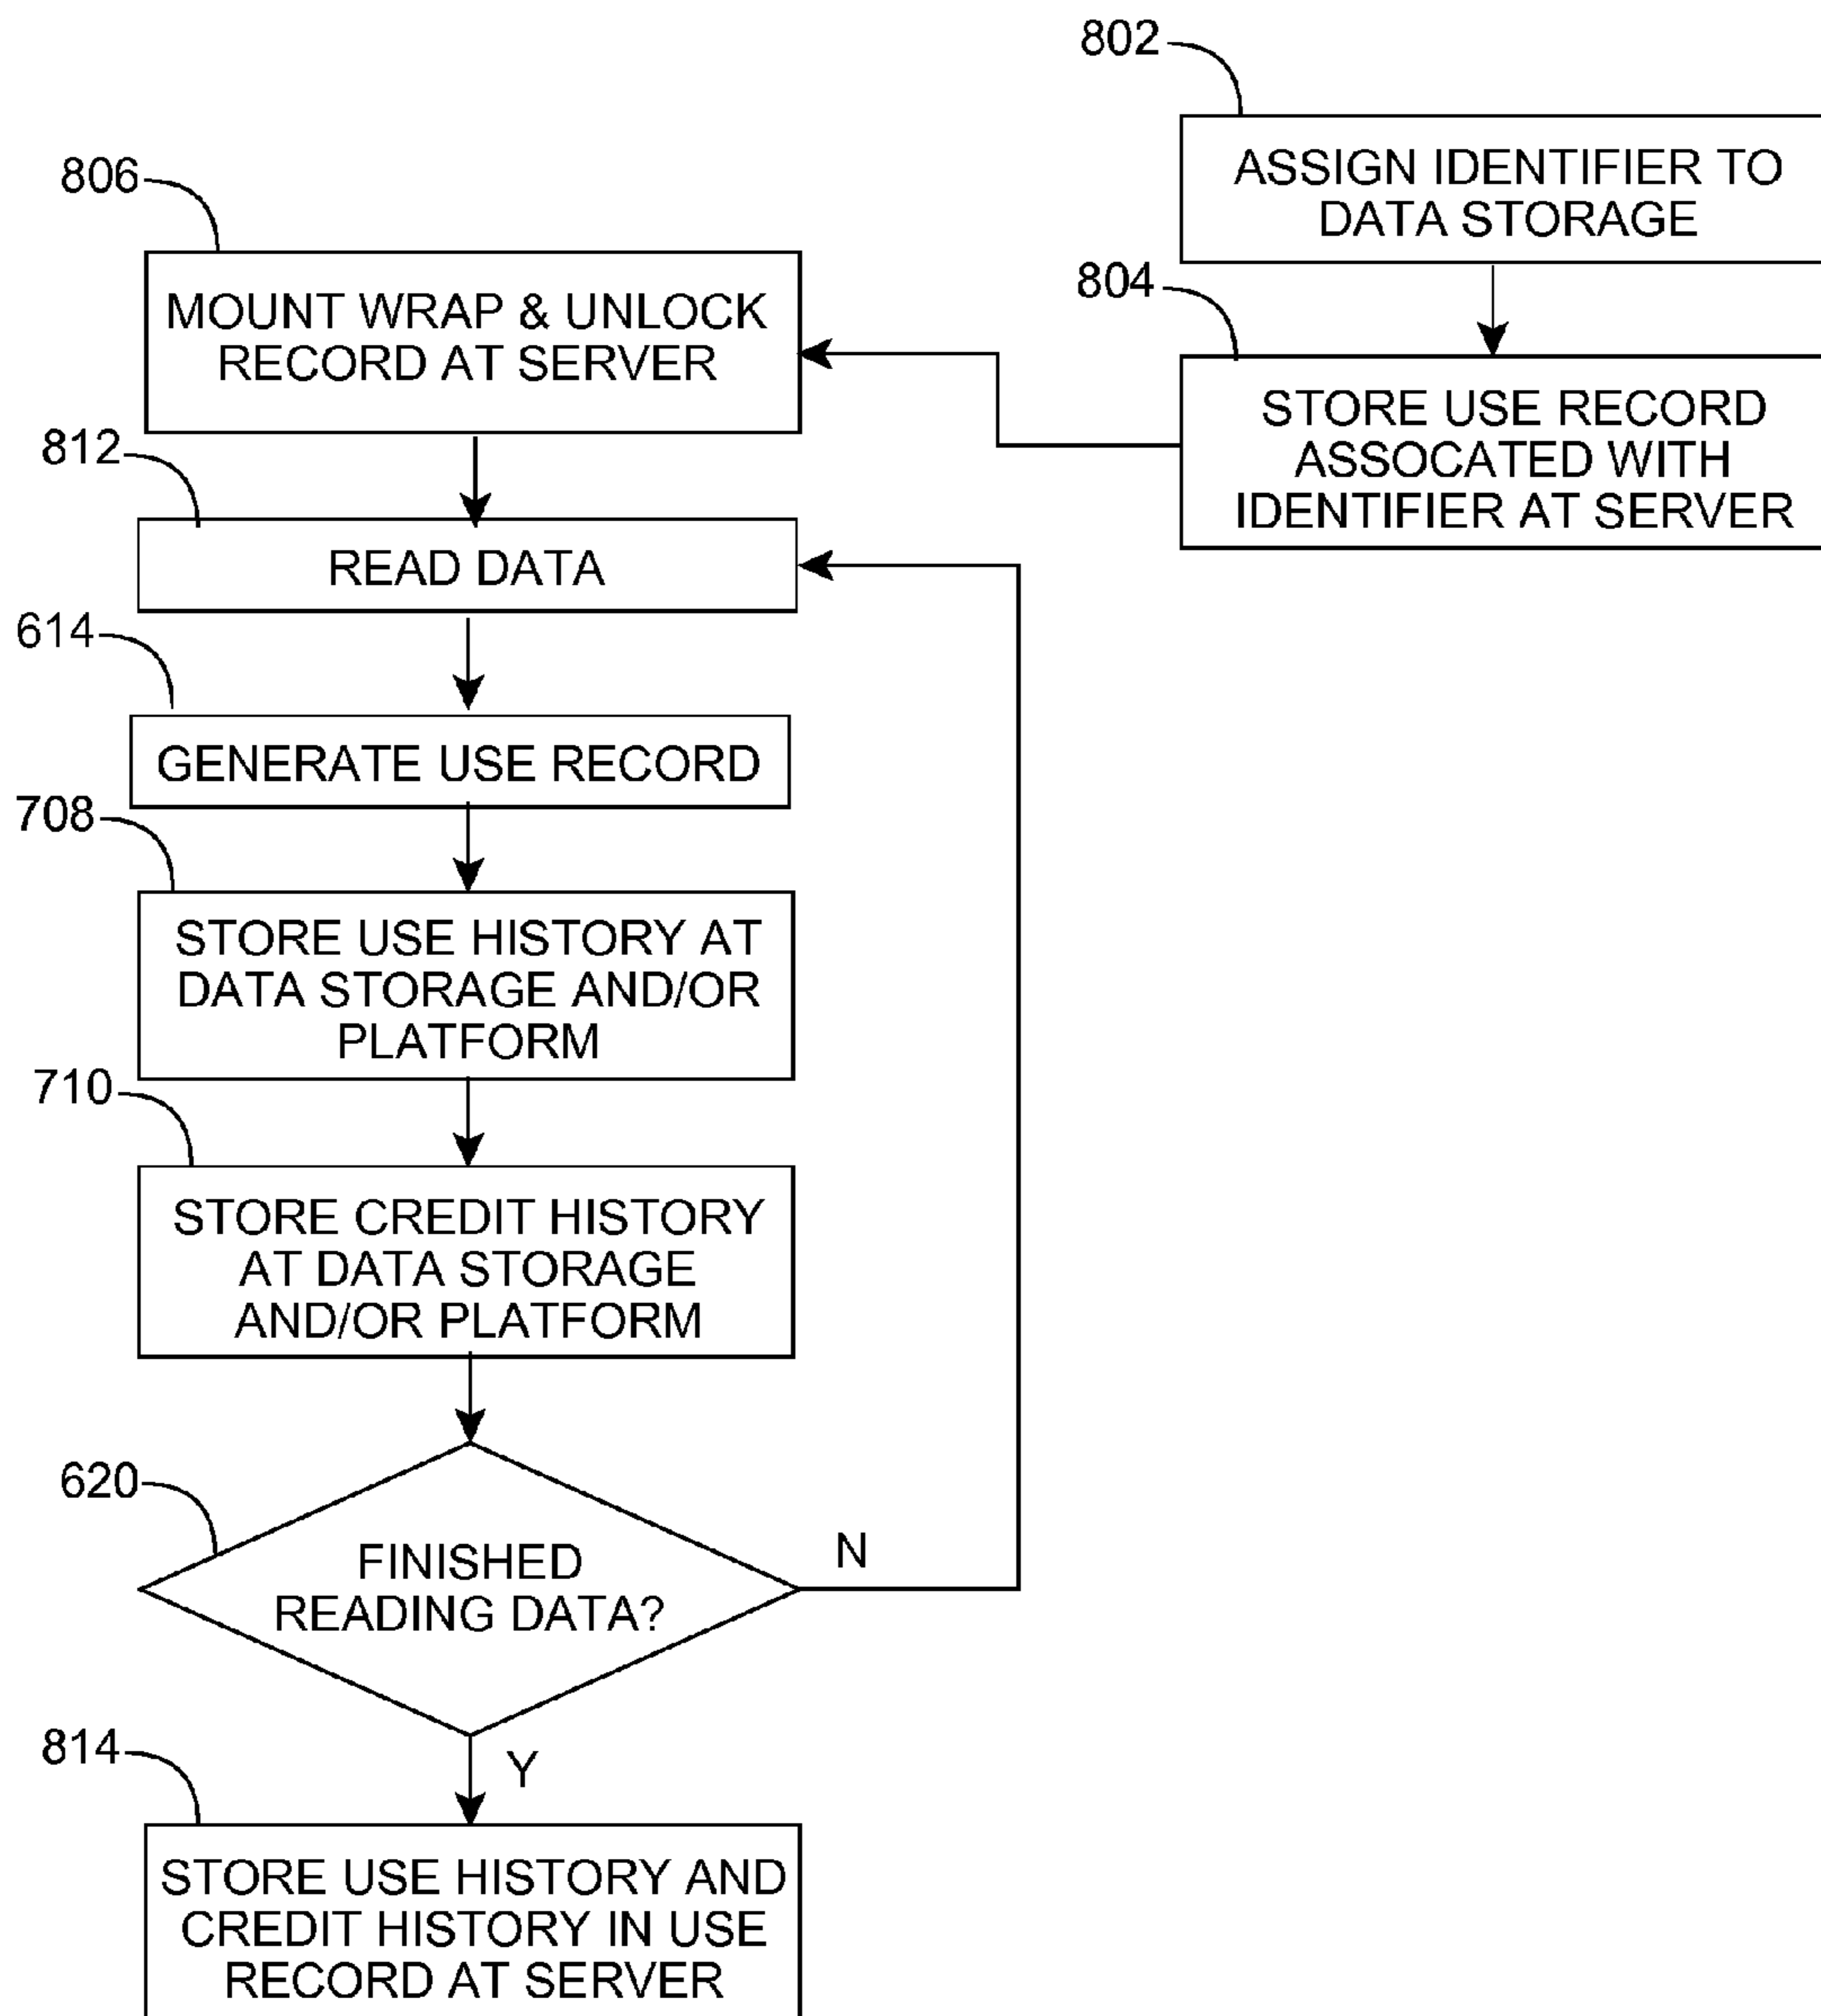 802
ASSIGN IDENTIFIER TO
DATA STORAGE
804
STORE USE RECORD
ASSOCATED WITH
IDENTIFIER AT SERVER
806
MOUNT WRAP & UNLOCK
RECORD AT SERVER
812
READ DATA
614
GENERATE USE RECORD
708
STORE USE HISTORY AT
DATA STORAGE AND/OR
PLATFORM
710
STORE CREDIT HISTORY
AT DATA STORAGE
AND/OR PLATFORM
620
FINISHED
READING DATA?
N
Y
814
STORE USE HISTORY AND
CREDIT HISTORY IN USE
RECORD AT SERVER